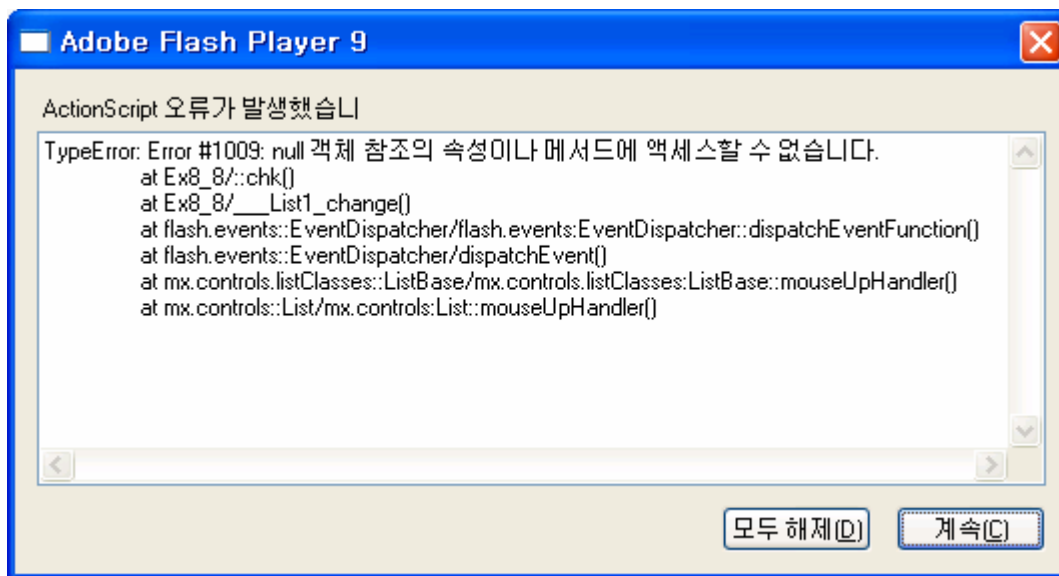 Adobe Flash Player 9
ActionScript 오류가 발생했습니
TypeError: Error #1009: null 객체 참조의 속성이나 메서드에 액세스할 수 없습니다.
at Ex8_8/::chk()
at Ex8_8/___List1_change()
at flash.events::EventDispatcher/flash.events:EventDispatcher::dispatchEventFunction()
at flash.events::EventDispatcher/dispatchEvent()
at mx.controls.listClasses::ListBase/mx.controls.listClasses:ListBase::mouseUpHandler()
at mx.controls::List/mx.controls:List::mouseUpHandler()
모두 해제(D) 계속(C)